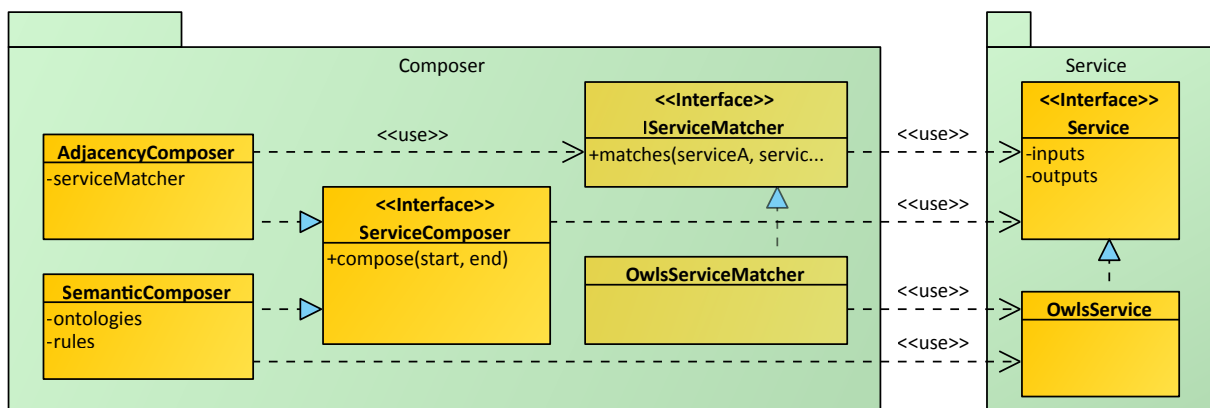 Composer
Service
<<Interface>>
IServiceMatcher
+matches(serviceA, servic...
<<use>>
<<use>>
<<Interface>>
Service
-inputs
-outputs
AdjacencyComposer
-serviceMatcher
<<Interface>>
ServiceComposer
+compose(start, end)
<<use>>
OwlsServiceMatcher
<<use>>
SemanticComposer
-ontologies
-rules
<<use>>
OwlsService